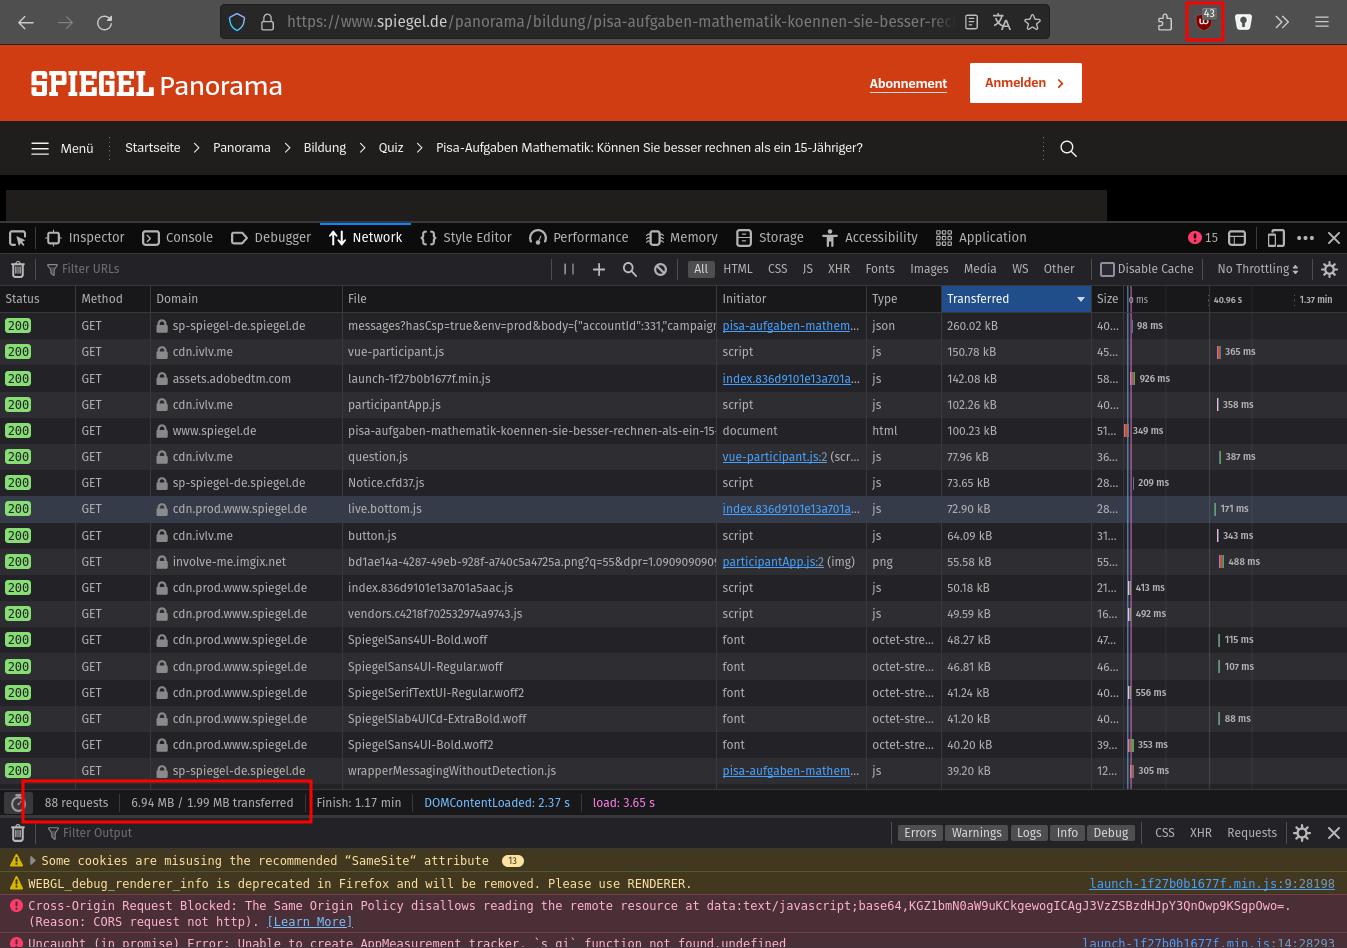 https://www.spiegel.de/panorama/bildung/pisa-aufgaben-mathematik-koennen-sie-besser-rec
43
SPIEGEL Panorama
Abonnement
Anmelden
Menü
Startseite > Panorama > Bildung > Quiz > Pisa-Aufgaben Mathematik: Können Sie besser rechnen als ein 15-Jähriger?
Inspector Console Debugger Network Style Editor Performance Memory Storage Accessibility Application 15
Filter URLs All HTML CSS JS XHR Fonts Images Media WS Other Disable Cache No Throttling
Status Method Domain File Initiator Type Transferred Size 0 ms 40.96 s 1.37 min
200 GET sp-spiegel-de.spiegel.de messages?hasCsp=true&env=prod&body={"accountId":331,"campaign pisa-aufgaben-mathem... json 260.02 kB 40... 98 ms
200 GET cdn.ivlv.me vue-participant.js script js 150.78 kB 45... 365 ms
200 GET assets.adobedtm.com launch-1f27b0b1677f.min.js index.836d9101e13a701a... js 142.08 kB 58... 926 ms
200 GET cdn.ivlv.me participantApp.js script js 102.26 kB 40... 358 ms
200 GET www.spiegel.de pisa-aufgaben-mathematik-koennen-sie-besser-rechnen-als-ein-15- document html 100.23 kB 51... 349 ms
200 GET cdn.ivlv.me question.js vue-participant.js:2 (scr... js 77.96 kB 36... 387 ms
200 GET sp-spiegel-de.spiegel.de Notice.cfd37.js script js 73.65 kB 28... 209 ms
200 GET cdn.prod.www.spiegel.de live.bottom.js index.836d9101e13a701a... js 72.90 kB 28... 171 ms
200 GET cdn.ivlv.me button.js script js 64.09 kB 31... 343 ms
200 GET involve-me.imgix.net bd1ae14a-4287-49eb-928f-a740c5a4725a.png?q=55&dpr=1.0909090909 participantApp.js:2 (img) png 55.58 kB 55... 488 ms
200 GET cdn.prod.www.spiegel.de index.836d9101e13a701a5aac.js script js 50.18 kB 21... 413 ms
200 GET cdn.prod.www.spiegel.de vendors.c4218f702532974a9743.js script js 49.59 kB 16... 492 ms
200 GET cdn.prod.www.spiegel.de SpiegelSans4UI-Bold.woff font octet-stre... 48.27 kB 47... 115 ms
200 GET cdn.prod.www.spiegel.de SpiegelSans4UI-Regular.woff font octet-stre... 46.81 kB 46... 107 ms
200 GET cdn.prod.www.spiegel.de SpiegelSerifTextUI-Regular.woff2 font octet-stre... 41.24 kB 40... 556 ms
200 GET cdn.prod.www.spiegel.de SpiegelSlab4UICd-ExtraBold.woff font octet-stre... 41.20 kB 40... 88 ms
200 GET cdn.prod.www.spiegel.de SpiegelSans4UI-Bold.woff2 font octet-stre... 40.20 kB 39... 353 ms
200 GET sp-spiegel-de.spiegel.de wrapperMessagingWithoutDetection.js pisa-aufgaben-mathem... js 39.20 kB 12... 305 ms
88 requests 6.94 MB / 1.99 MB transferred Finish: 1.17 min DOMContentLoaded: 2.37 s load: 3.65 s
Filter Output Errors Warnings Logs Info Debug CSS XHR Requests
Some cookies are misusing the recommended “SameSite“ attribute 13
WEBGL_debug_renderer_info is deprecated in Firefox and will be removed. Please use RENDERER. launch-1f27b0b1677f.min.js:9:28198
Cross-Origin Request Blocked: The Same Origin Policy disallows reading the remote resource at data:text/javascript;base64,KGZ1bmN0aW9uKCkgewogICAgJ3VzZSBzdHJpY3QnOwp9KSgpOwo=.
(Reason: CORS request not http). [Learn More]
Uncaught (in promise) Error: Unable to create AppMeasurement tracker, `s_gi` function not found.undefined launch-1f27b0b1677f.min.js:14:28293